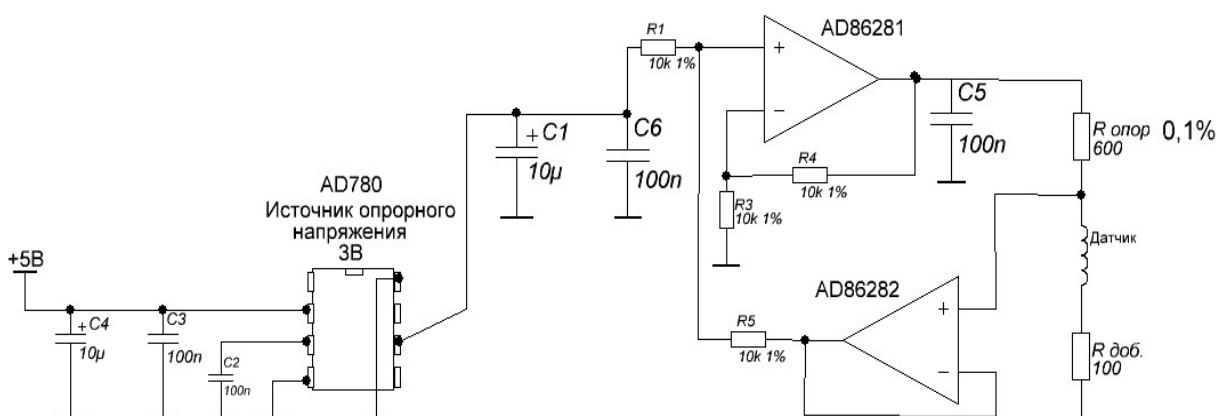 AD86281
R1
10k 1%
+
−
C5
100n
R опор
600
0,1%
+ C1
10µ
C6
100n
R4
10k 1%
R3
10k 1%
AD780
Источник опрорного
напряжения
3В
+5В
+ C4
10µ
C3
100n
C2
100n
Датчик
AD86282
+
−
R5
10k 1%
R доб.
100